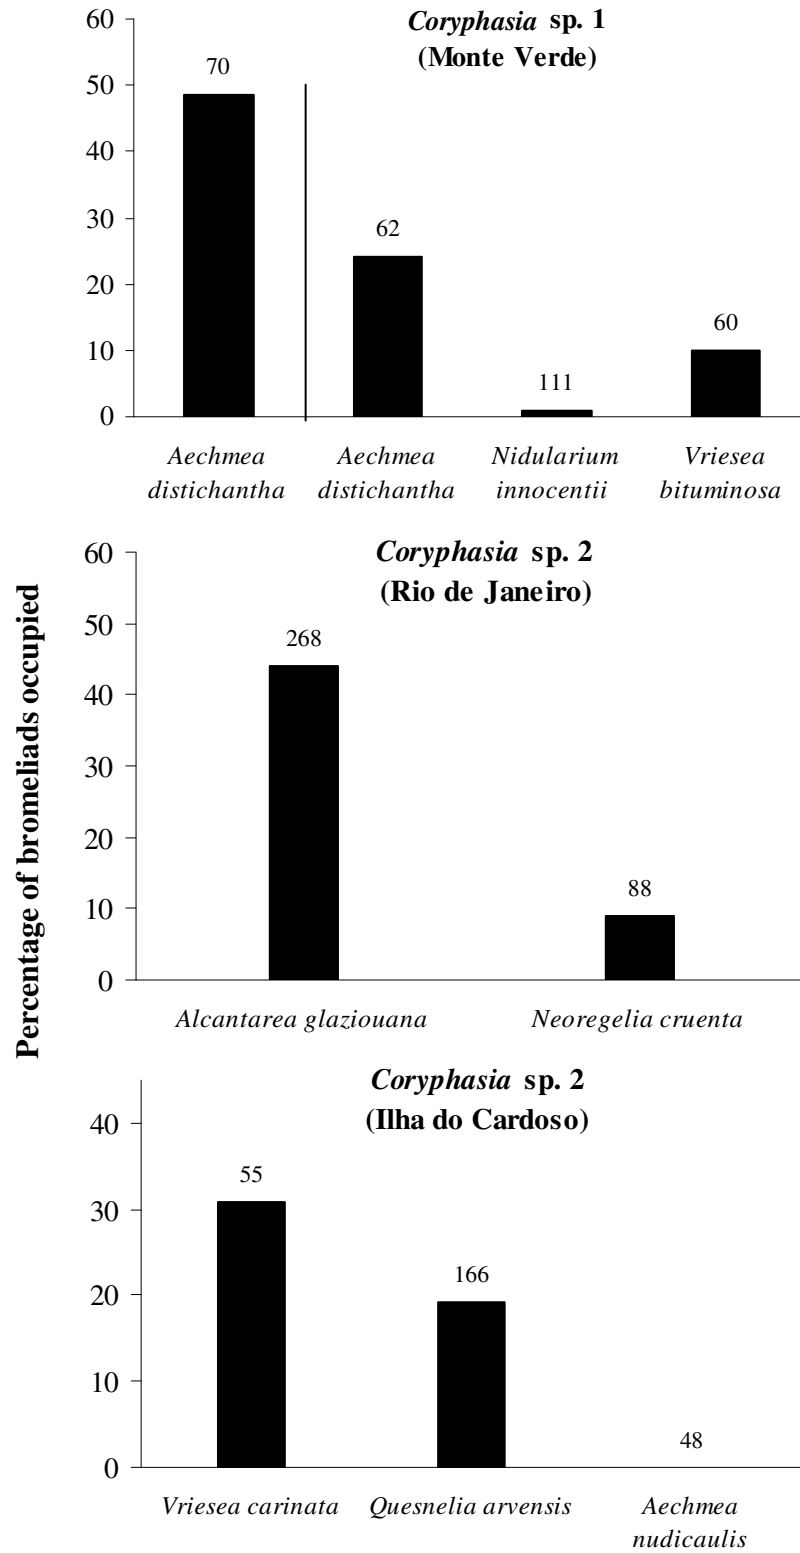 Coryphasia sp. 1
(Monte Verde)
60
50
40
30
20
10
0
70
62
111
60
Aechmea
distichantha
Aechmea
distichantha
Nidularium
innocentii
Vriesea
bituminosa
Percentage of bromeliads occupied
Coryphasia sp. 2
(Rio de Janeiro)
60
50
40
30
20
10
0
268
88
Alcantarea glaziouana
Neoregelia cruenta
Coryphasia sp. 2
(Ilha do Cardoso)
40
30
20
10
0
55
166
48
Vriesea carinata
Quesnelia arvensis
Aechmea
nudicaulis